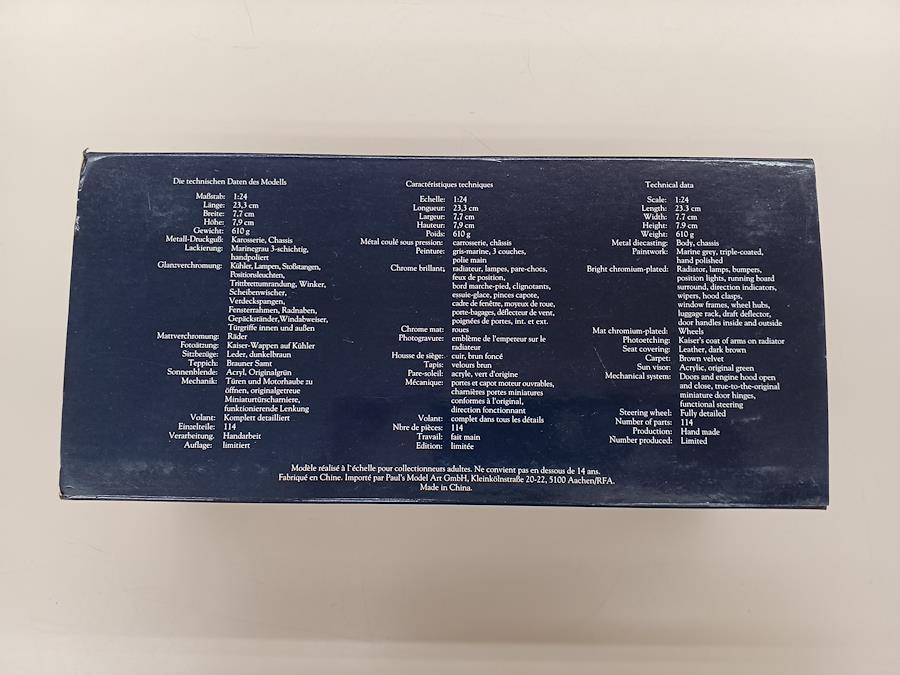 Die technischen Daten des Modells
Maßstab: 1:24
Länge: 23,3 cm
Breite: 7,7 cm
Höhe: 7,9 cm
Gewicht: 610 g
Metall-Druckguß: Karosserie, Chassis
Lackierung: Marinegrau 3-schichtig,
handpoliert
Glanzverchromung: Kühler, Lampen, Stoßstangen,
Positionsleuchten,
Trittbrettumrandung, Winker,
Scheibenwischer,
Verdeckspangen,
Fensterrahmen, Radnaben,
Gepäckständer, Windabweiser,
Türgriffe innen und außen
Mattverchromung: Räder
Fotoätzung: Kaiser-Wappen auf Kühler
Sitzbezüge: Leder, dunkelbraun
Teppich: Brauner Samt
Sonnenblende: Acryl, Originalgrün
Mechanik: Türen und Motorhaube zu
öffnen, originalgetreue
Miniaturtürscharniere,
funktionierende Lenkung
Volant: Komplett detailliert
Einzelteile: 114
Verarbeitung. Handarbeit
Auflage: limitiert
Caractéristiques techniques
Echelle: 1:24
Longueur: 23,3 cm
Largeur: 7,7 cm
Hauteur: 7,9 cm
Poids: 610 g
Métal coulé sous pression: carrosserie, châssis
Peinture: gris-marine, 3 couches,
polie main
Chrome brillant: radiateur, lampes, pare-chocs,
feux de position,
bord marche-pied, clignotants,
essuie-glace, pinces capote,
cadre de fenêtre, moyeux de roue,
porte-bagages, déflecteur de vent,
poignées de portes, int. et ext.
Chrome mat: roues
Photogravure: emblème de l'empereur sur le
radiateur
Housse de siège: cuir, brun foncé
Tapis: velours brun
Pare-soleil: acryle, vert d'origine
Mécanique: portes et capot moteur ouvrables,
charnières portes miniatures
conformes à l'original,
direction fonctionnant
Volant: complet dans tous les détails
Nbre de pièces: 114
Travail: fait main
Edition: limitée
Technical data
Scale: 1:24
Length: 23.3 cm
Width: 7.7 cm
Height: 7.9 cm
Weight: 610 g
Metal diecasting: Body, chassis
Paintwork: Marine grey, triple-coated,
hand polished
Bright chromium-plated: Radiator, lamps, bumpers,
position lights, running board
surround, direction indicators,
wipers, hood clasps,
window frames, wheel hubs,
luggage rack, draft deflector,
door handles inside and outside
Mat chromium-plated: Wheels
Photoetching: Kaiser's coat of arms on radiator
Seat covering: Leather, dark brown
Carpet: Brown velvet
Sun visor: Acrylic, original green
Mechanical system: Doors and engine hood open
and close, true-to-the-original
miniature door hinges,
functional steering
Steering wheel: Fully detailed
Number of parts: 114
Production: Hand made
Number produced: Limited
Modèle réalisé à l'échelle pour collectionneurs adultes. Ne convient pas en dessous de 14 ans.
Fabriqué en Chine. Importé par Paul's Model Art GmbH, Kleinkölnstraße 20-22, 5100 Aachen/RFA.
Made in China.